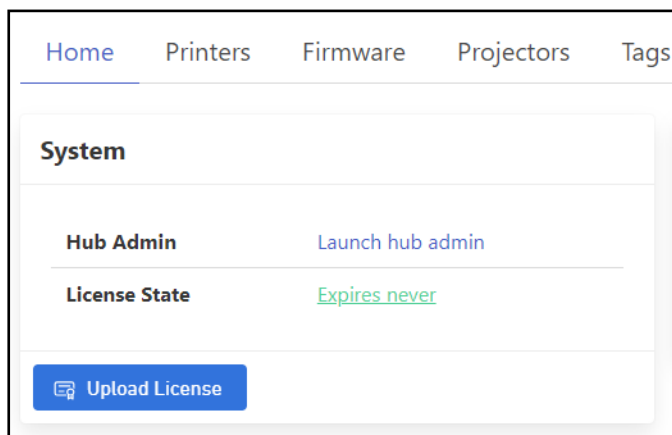 Home Printers Firmware Projectors Tags
System
Hub Admin Launch hub admin
License State Expires never
Upload License